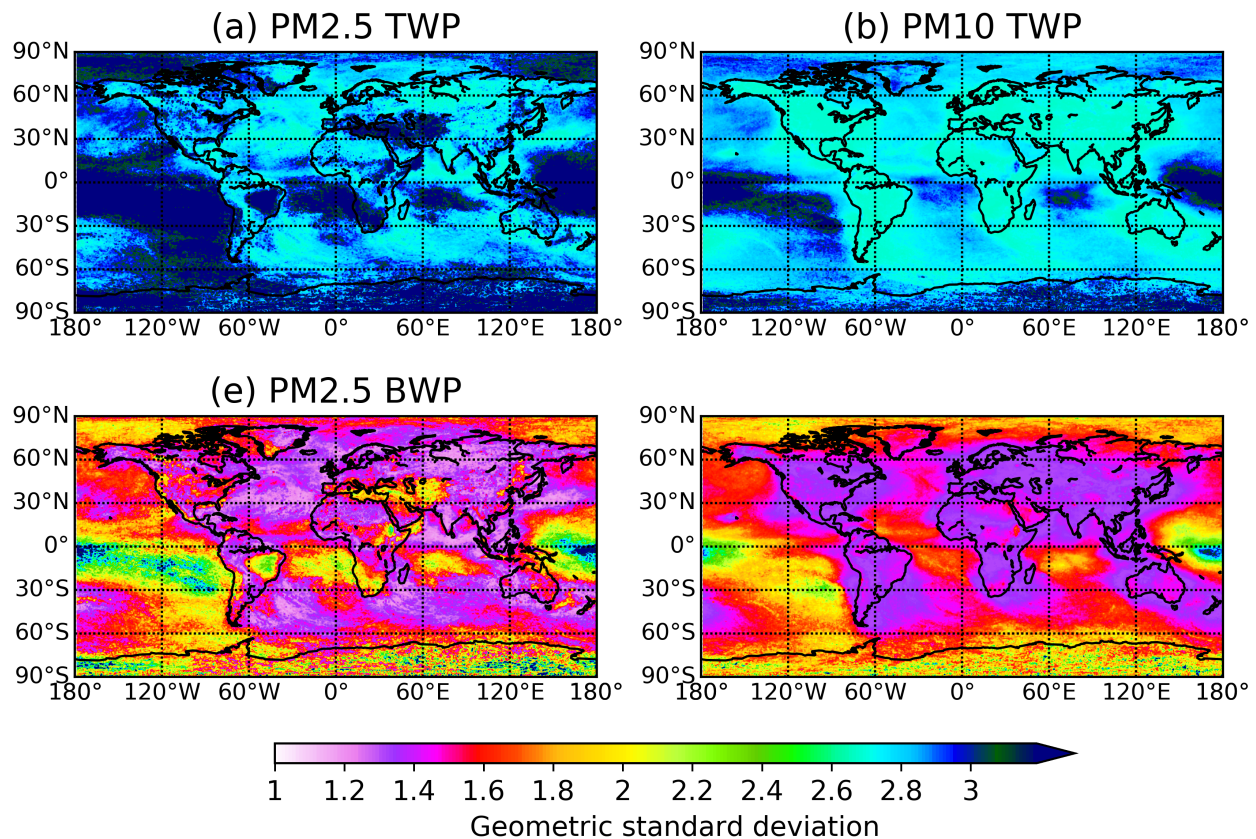 (a) PM2.5 TWP
(b) PM10 TWP
90°N
60°N
30°N
0°
30°S
60°S
90°S
180° 120°W 60°W 0° 60°E 120°E 180°
90°N
60°N
30°N
0°
30°S
60°S
90°S
180° 120°W 60°W 0° 60°E 120°E 180°
(e) PM2.5 BWP
90°N
60°N
30°N
0°
30°S
60°S
90°S
180° 120°W 60°W 0° 60°E 120°E 180°
90°N
60°N
30°N
0°
30°S
60°S
90°S
180° 120°W 60°W 0° 60°E 120°E 180°
1 1.2 1.4 1.6 1.8 2 2.2 2.4 2.6 2.8 3
Geometric standard deviation